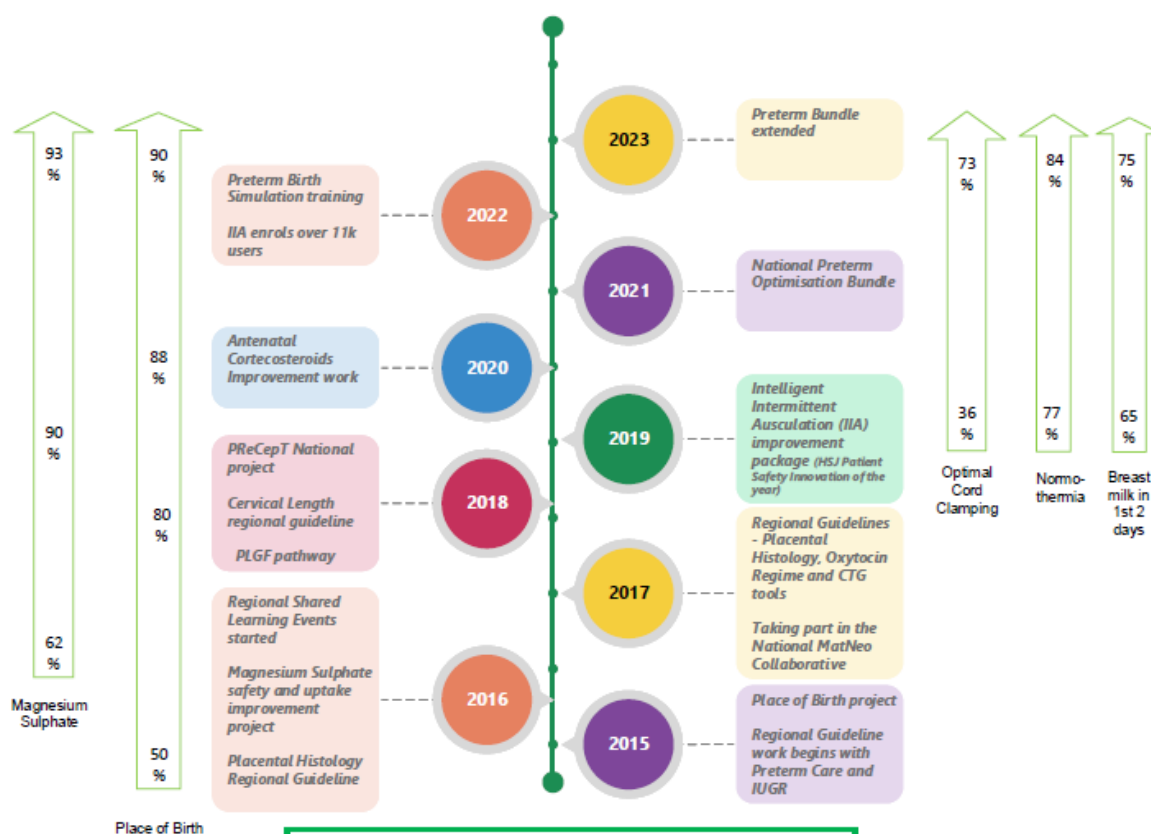 93
%
90
%
62
%
Magnesium
Sulphate
90
%
88
%
80
%
50
%
Place of Birth
2023
Preterm Bundle
extended
Preterm Birth
Simulation training
IIA enrols over 11k
users
2022
2021
National Preterm
Optimisation Bundle
Antenatal
Cortecosteroids
Improvement work
2020
2019
Intelligent
Intermittent
Ausculation (IIA)
improvement
package (HSJ Patient
Safety Innovation of the
year)
PReCepT National
project
Cervical Length
regional guideline
PLGF pathway
2018
2017
Regional Guidelines
- Placental
Histology, Oxytocin
Regime and CTG
tools
Taking part in the
National MatNeo
Collaborative
Regional Shared
Learning Events
started
Magnesium Sulphate
safety and uptake
improvement
project
Placental Histology
Regional Guideline
2016
2015
Place of Birth project
Regional Guideline
work begins with
Preterm Care and
IUGR
73
%
36
%
Optimal
Cord
Clamping
84
%
77
%
Normo-
thermia
75
%
65
%
Breast
milk in
1st 2
days